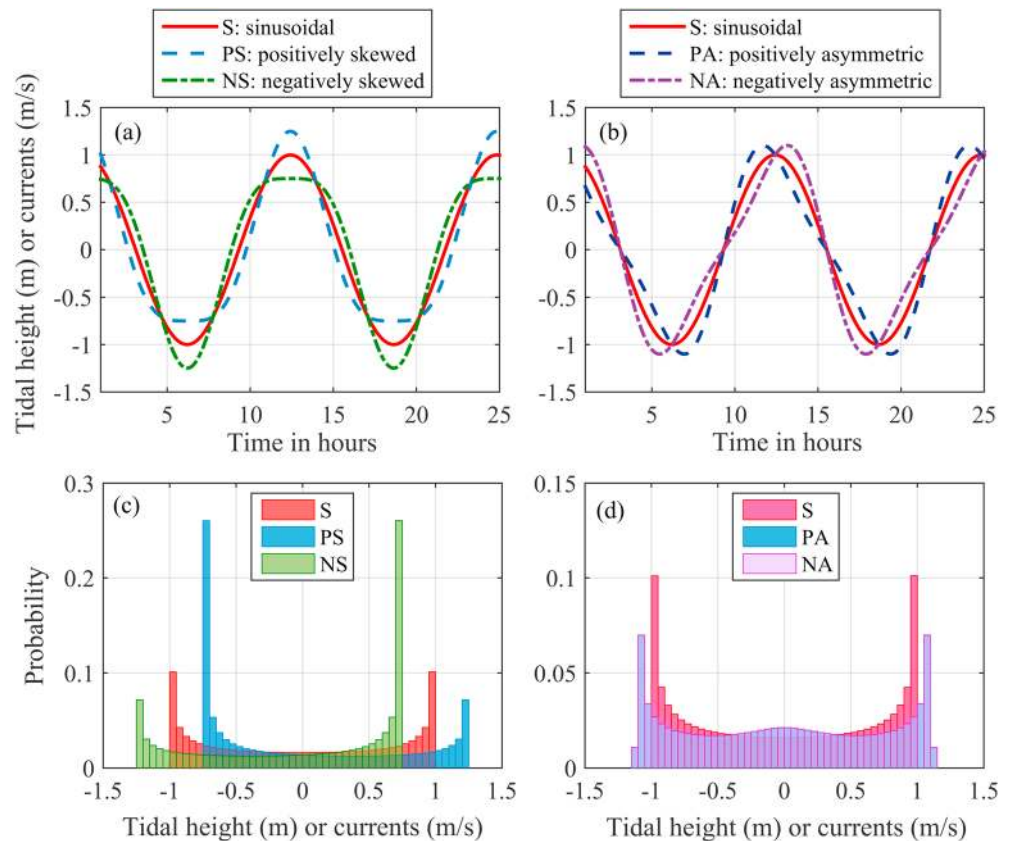 S: sinusoidal
PS: positively skewed
NS: negatively skewed
S: sinusoidal
PA: positively asymmetric
NA: negatively asymmetric
Tidal height (m) or currents (m/s)
(a)
1.5
1
0.5
0
-0.5
-1
-1.5
5 10 15 20 25
Time in hours
(b)
1.5
1
0.5
0
-0.5
-1
-1.5
5 10 15 20 25
Time in hours
Probability
(c)
S
PS
NS
0.3
0.2
0.1
0
-1.5 -1 -0.5 0 0.5 1 1.5
Tidal height (m) or currents (m/s)
(d)
S
PA
NA
0.15
0.1
0.05
0
-1.5 -1 -0.5 0 0.5 1 1.5
Tidal height (m) or currents (m/s)